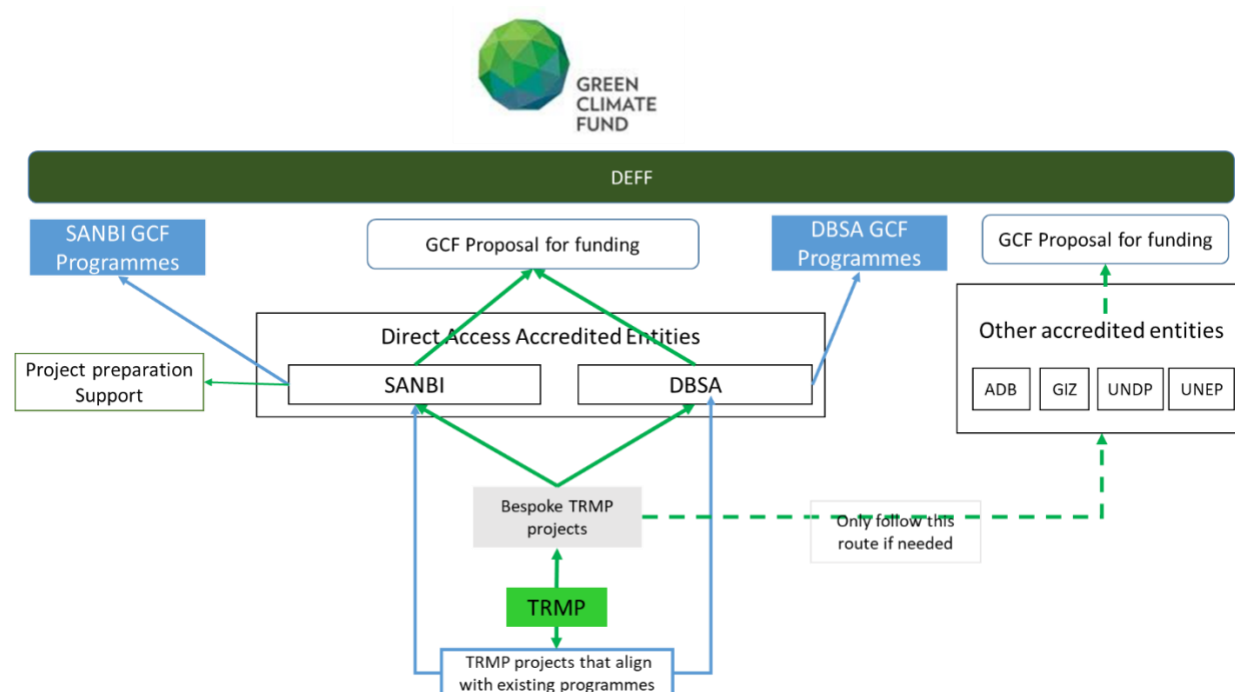 GREEN
CLIMATE
FUND
DEFF
SANBI GCF
Programmes
GCF Proposal for funding
DBSA GCF
Programmes
GCF Proposal for funding
Direct Access Accredited Entities
Other accredited entities
Project preparation
Support
SANBI
DBSA
ADB
GIZ
UNDP
UNEP
Bespoke TRMP
projects
Only follow this
route if needed
TRMP
TRMP projects that align
with existing programmes